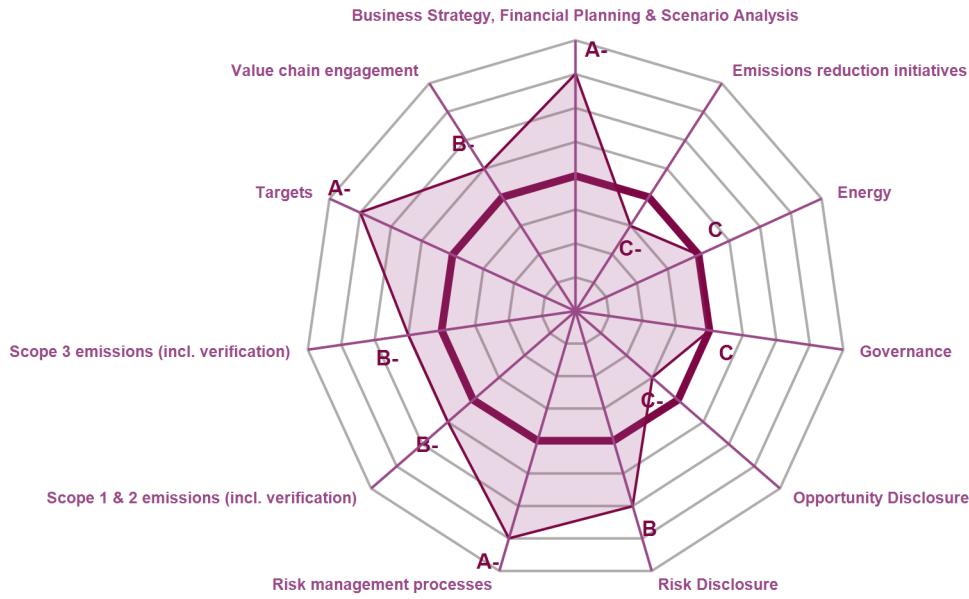 Business Strategy, Financial Planning & Scenario Analysis
A-
Value chain engagement
Emissions reduction initiatives
B-
Targets
A-
Energy
C
C-
Scope 3 emissions (incl. verification)
B-
Governance
C
C-
B-
Scope 1 & 2 emissions (incl. verification)
Opportunity Disclosure
B
A-
Risk management processes
Risk Disclosure